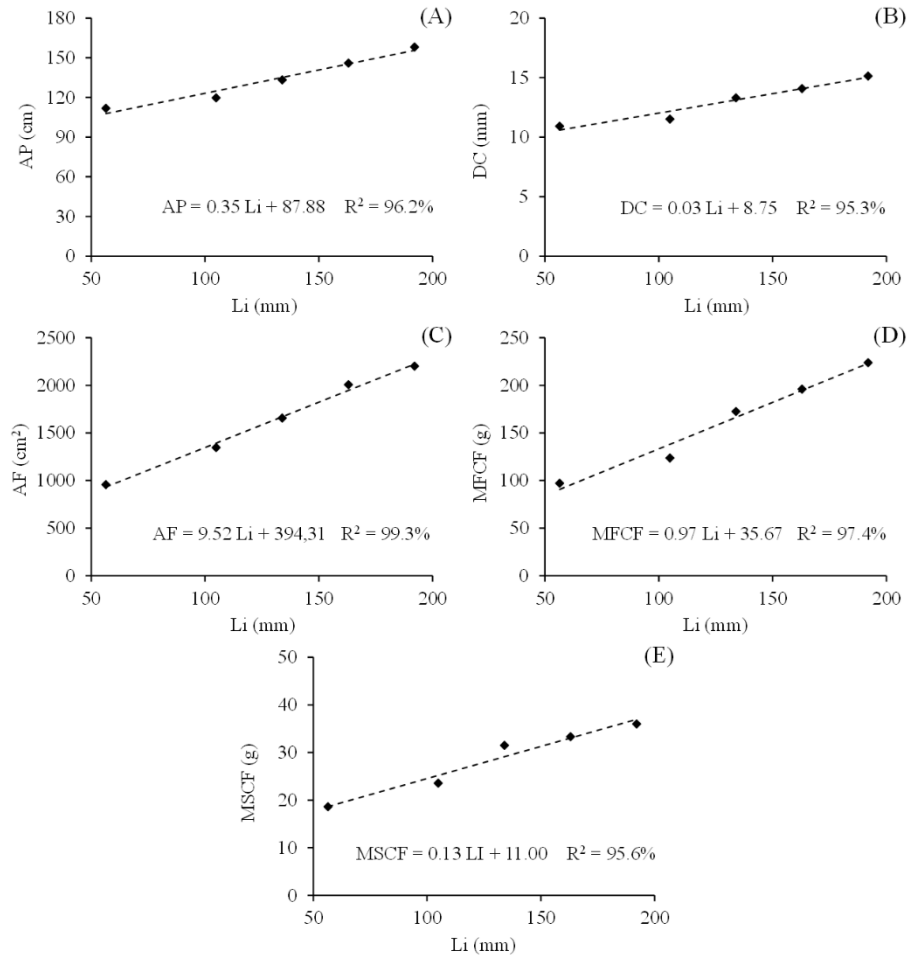 (A)
AP (cm)
180
150
120
90
60
30
0
AP = 0.35 Li + 87.88 R² = 96.2%
50 100 150 200
Li (mm)
(B)
DC (mm)
20
15
10
5
0
DC = 0.03 Li + 8.75 R² = 95.3%
50 100 150 200
Li (mm)
(C)
AF (cm²)
2500
2000
1500
1000
500
0
AF = 9.52 Li + 394,31 R² = 99.3%
50 100 150 200
Li (mm)
(D)
MFCF (g)
250
200
150
100
50
0
MFCF = 0.97 Li + 35.67 R² = 97.4%
50 100 150 200
Li (mm)
(E)
MSCF (g)
50
40
30
20
10
0
MSCF = 0.13 LI + 11.00 R² = 95.6%
50 100 150 200
Li (mm)